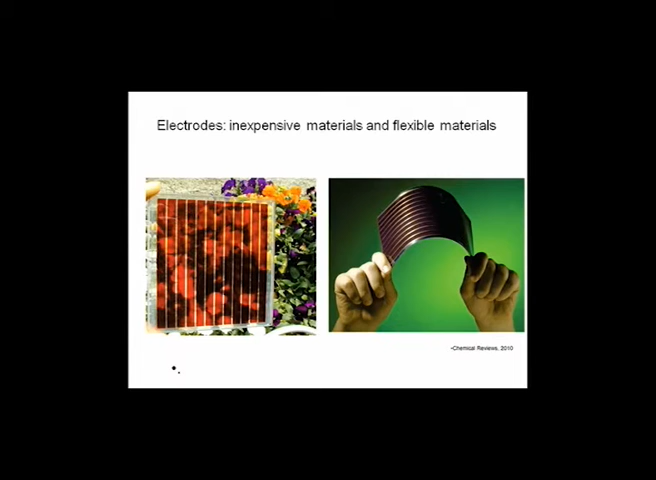 Electrodes: inexpensive materials and flexible materials
•Chemical Reviews, 2010